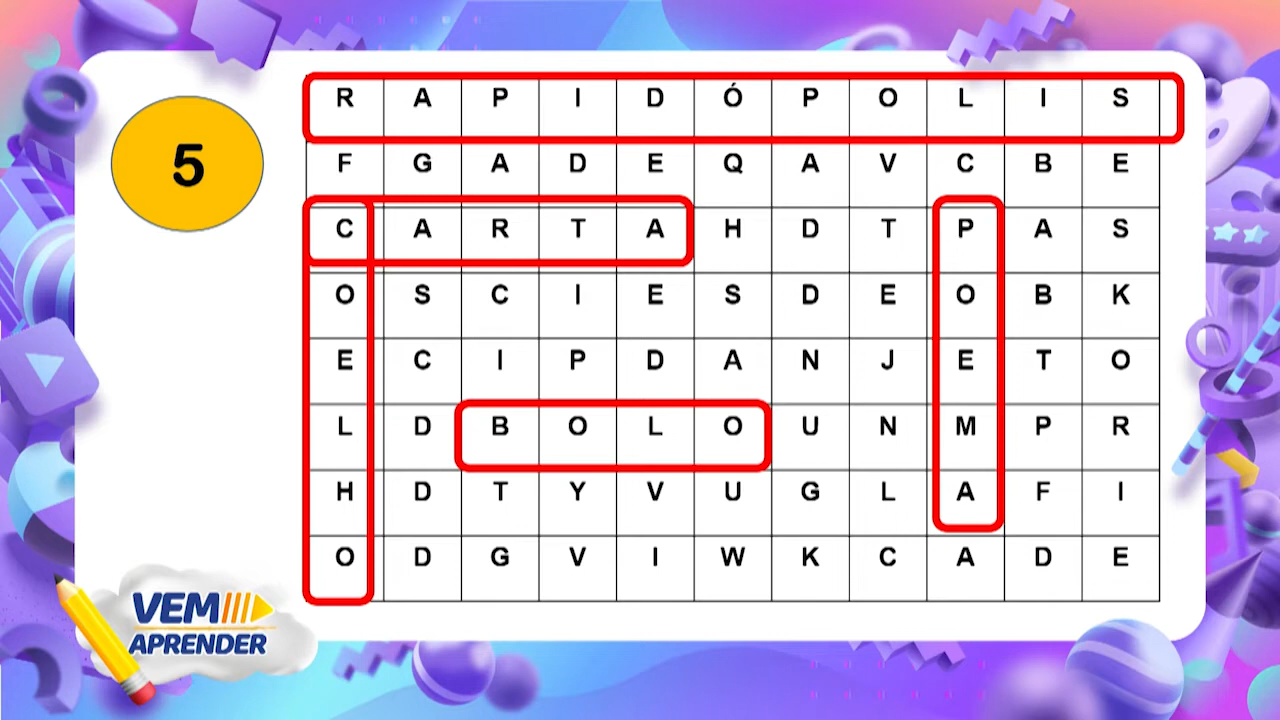 5
R A P I D Ó P O L I S
F G A D E Q A V C B E
C A R T A H D T P A S
O S C I E S D E O B K
E C I P D A N J E T O
L D B O L O U N M P R
H D T Y V U G L A F I
O D G V I W K C A D E
VEM
APRENDER